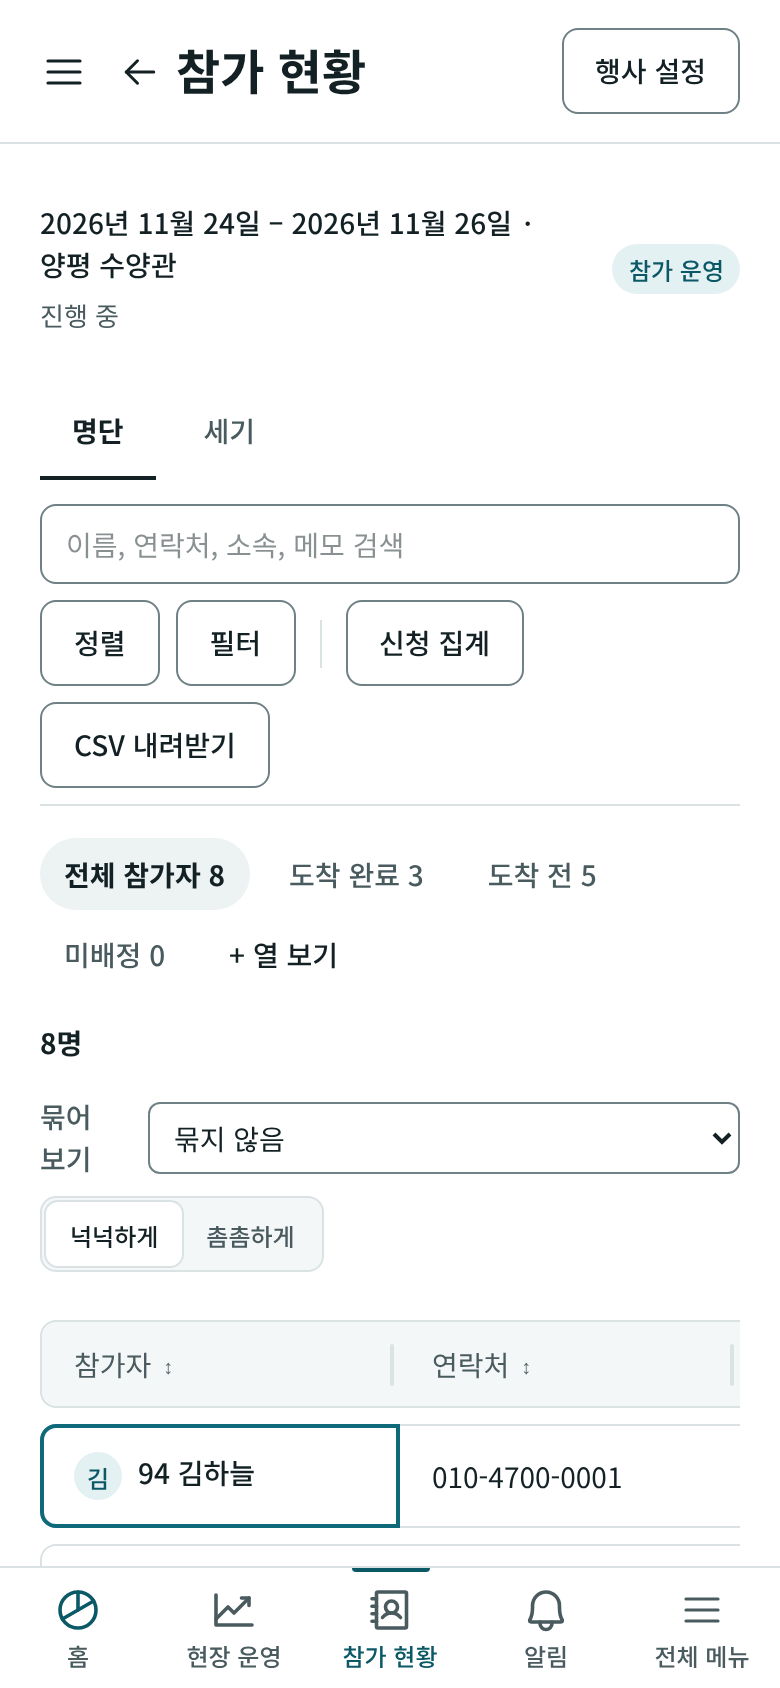 참가 현황
행사 설정
2026년 11월 24일 – 2026년 11월 26일 ·
양평 수양관
참가 운영
진행 중
명단 세기
이름, 연락처, 소속, 메모 검색
정렬 필터 신청 집계
CSV 내려받기
전체 참가자 8 도착 완료 3 도착 전 5
미배정 0 + 열 보기
8명
묶어
보기
묶지 않음
넉넉하게 촘촘하게
참가자 ↕ 연락처 ↕
김 94 김하늘 010-4700-0001
홈 현장 운영 참가 현황 알림 전체 메뉴